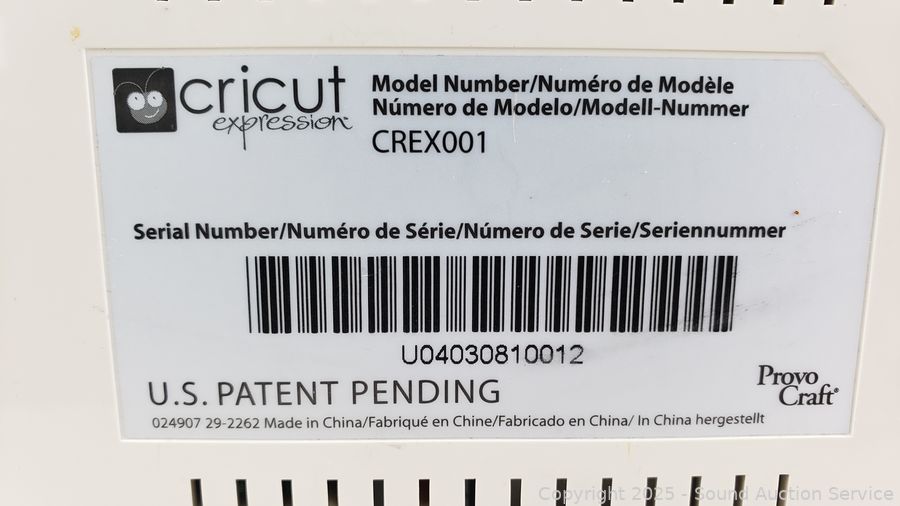 cricut
expression™
Model Number/Numéro de Modèle
Número de Modelo/Modell-Nummer
CREX001
Serial Number/Numéro de Série/Número de Serie/Seriennummer
U04030810012
U.S. PATENT PENDING
Provo
Craft®
024907 29-2262 Made in China/Fabriqué en Chine/Fabricado en China/ In China hergestellt
Copyright 2025 - Sound Auction Service